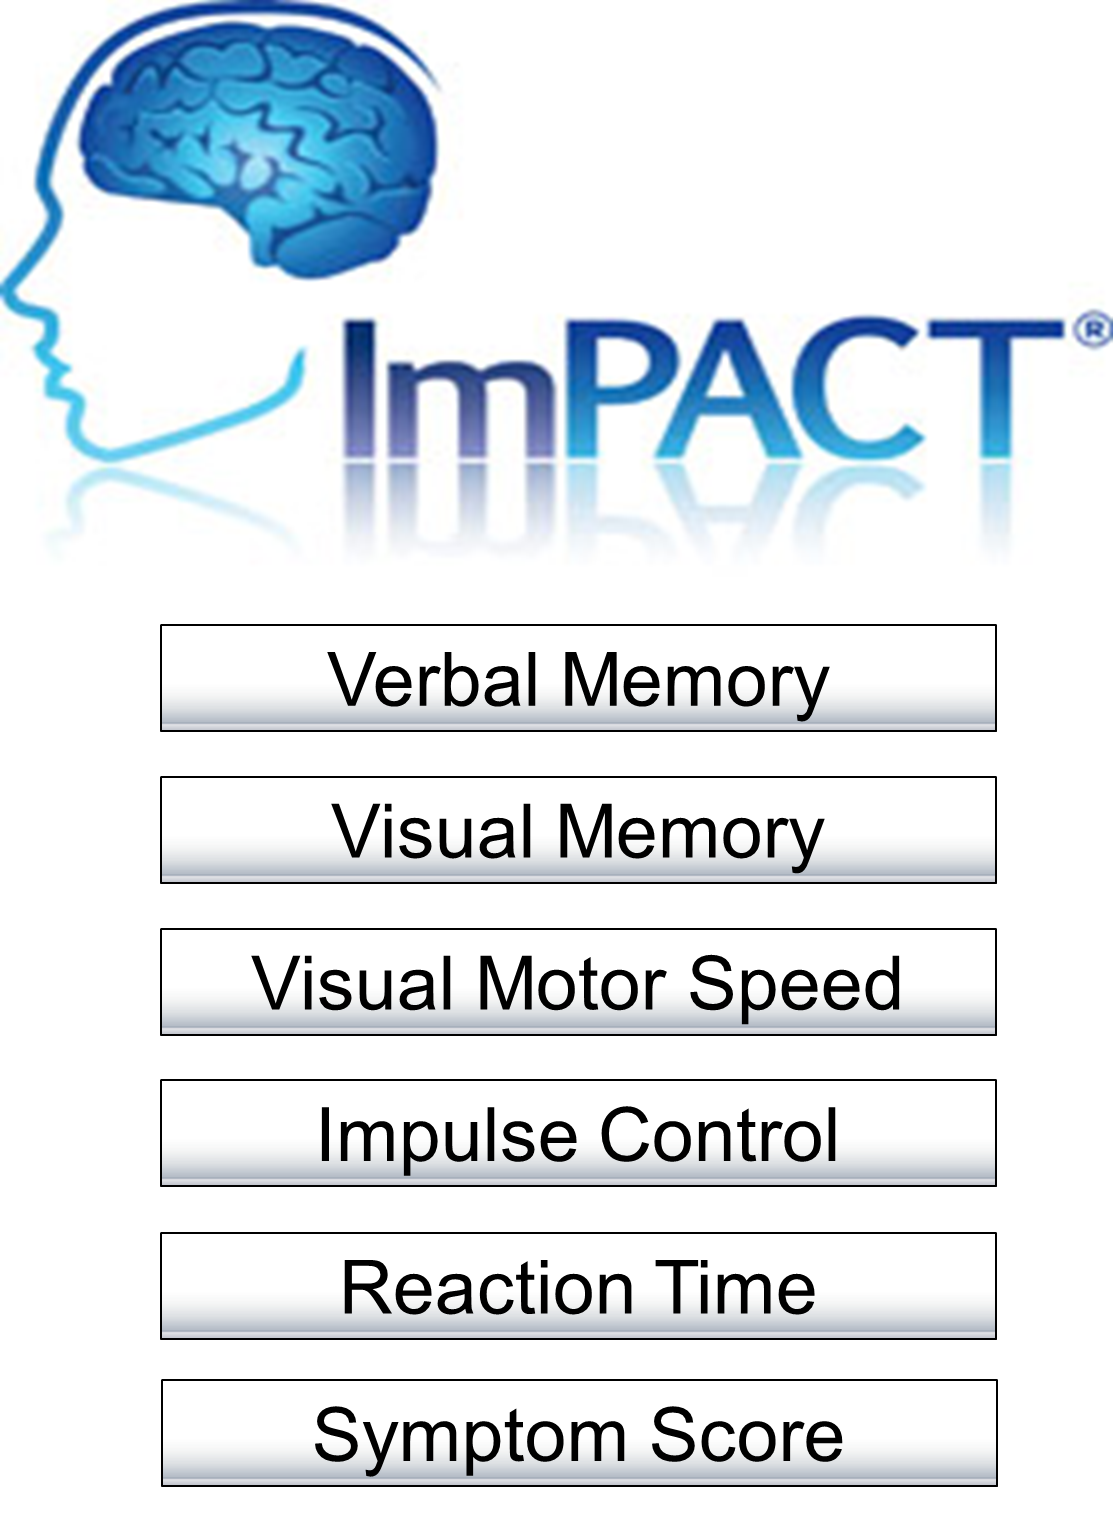 ImPACT®
Verbal Memory
Visual Memory
Visual Motor Speed
Impulse Control
Reaction Time
Symptom Score